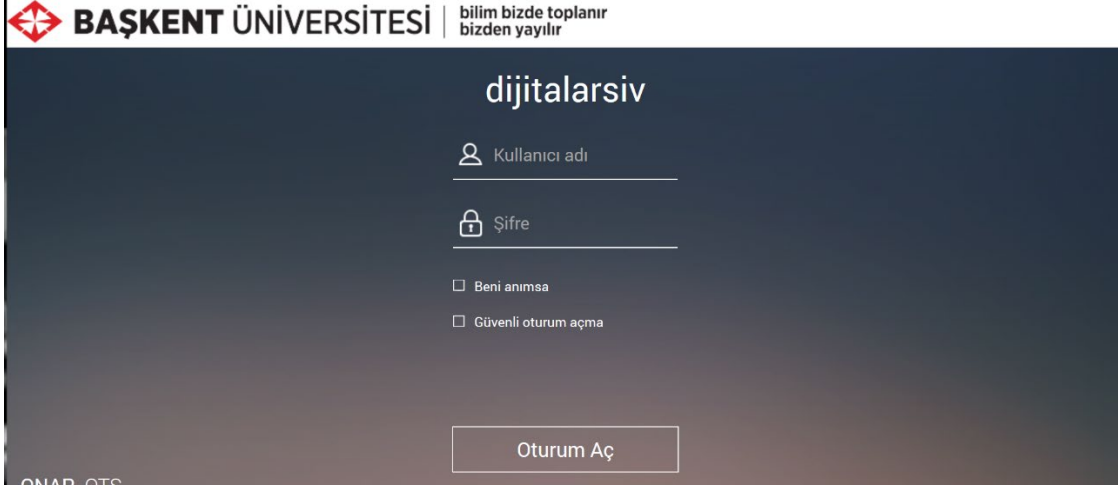 BAŞKENT ÜNİVERSİTESİ
bilim bizde toplanır
bizden yayılır
dijitalarsiv
Kullanıcı adı
Şifre
Beni anımsa
Güvenli oturum açma
Oturum Aç